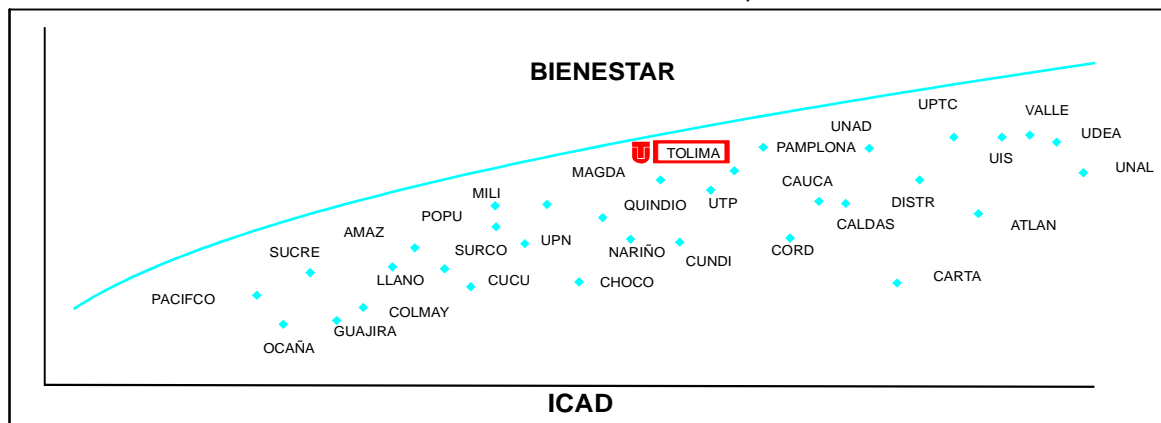 BIENESTAR
UPTC
VALLE
UNAD
UDEA
TOLIMA
PAMPLONA
UIS
UNAL
MAGDA
CAUCA
MILI
QUINDIO
UTP
DISTR
POPU
CALDAS
ATLAN
AMAZ
SUCRE
SURCO
UPN
NARIÑO
CUNDI
CORD
LLANO
CUCU
CHOCO
CARTA
PACIFCO
COLMAY
GUAJIRA
OCAÑA
ICAD